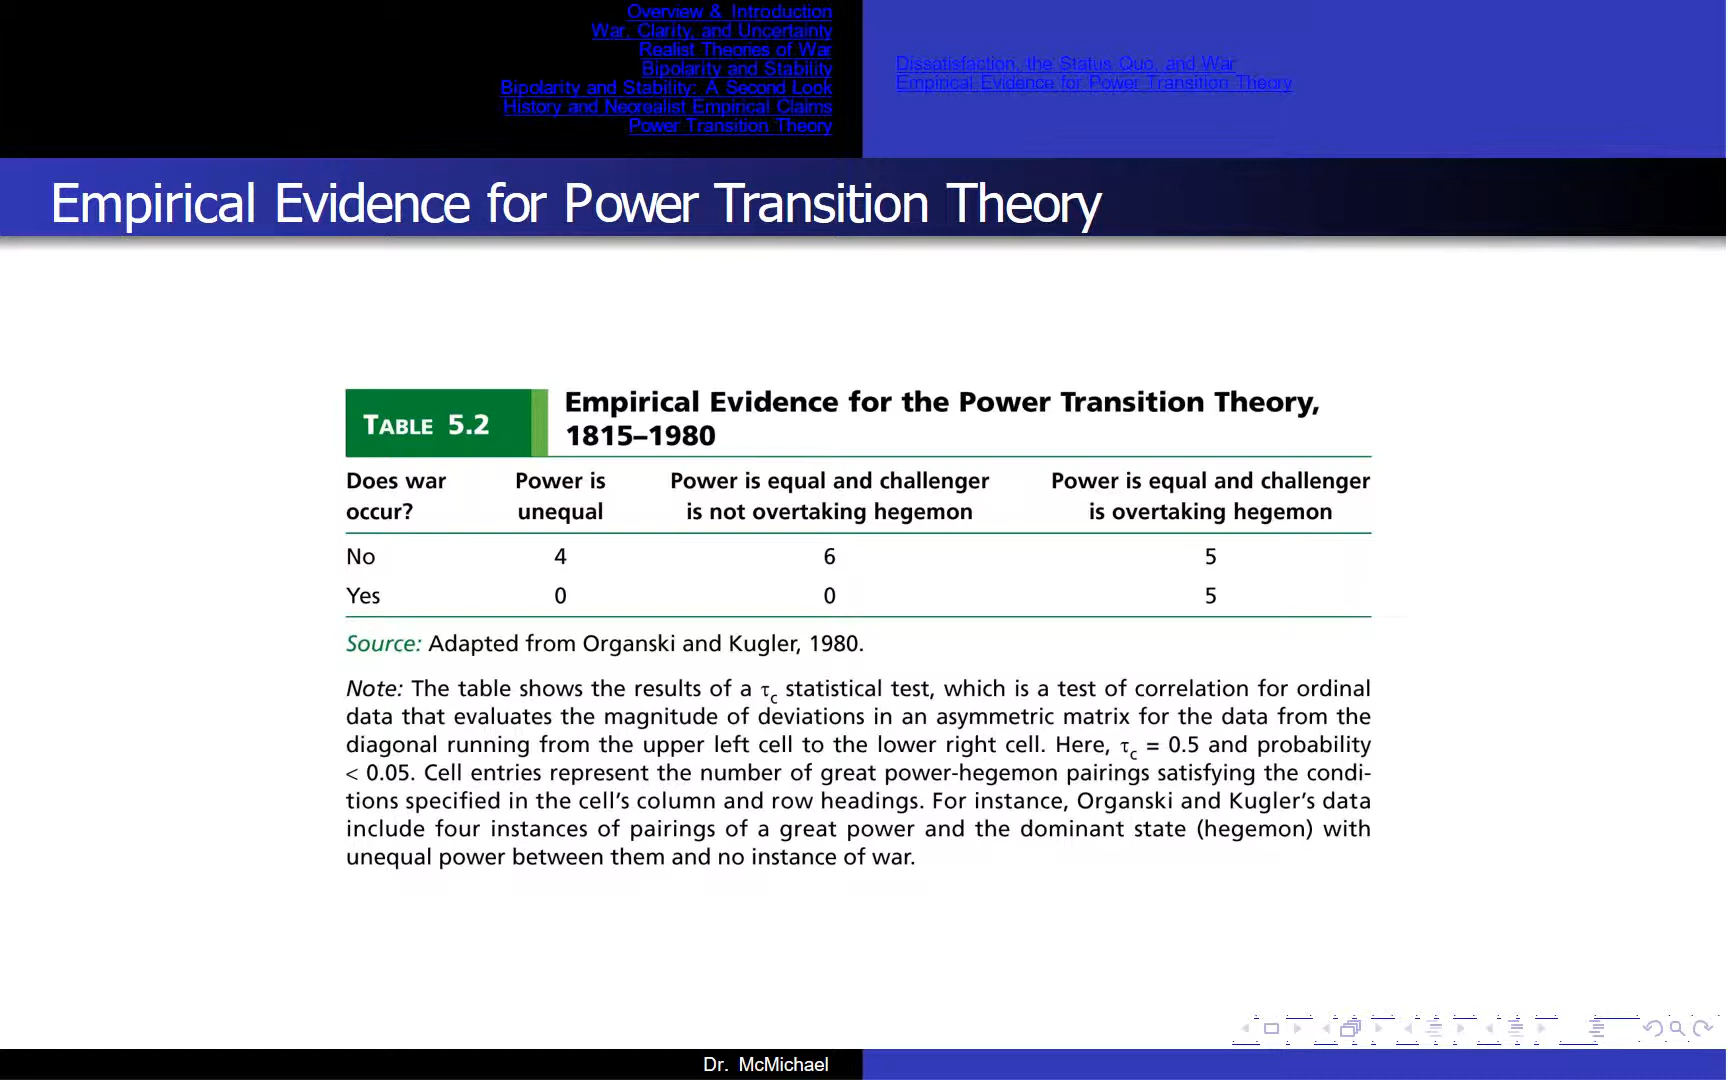 Overview & Introduction
War, Clarity, and Uncertainty
Realist Theories of War
Bipolarity and Stability
Bipolarity and Stability: A Second Look
History and Neorealist Empirical Claims
Power Transition Theory
Dissatisfaction, the Status Quo, and War
Empirical Evidence for Power Transition Theory
Empirical Evidence for Power Transition Theory
TABLE 5.2
Empirical Evidence for the Power Transition Theory,
1815–1980
Does war occur?
Power is unequal
Power is equal and challenger is not overtaking hegemon
Power is equal and challenger is overtaking hegemon
No 4 6 5
Yes 0 0 5
Source: Adapted from Organski and Kugler, 1980.
Note: The table shows the results of a τc statistical test, which is a test of correlation for ordinal
data that evaluates the magnitude of deviations in an asymmetric matrix for the data from the
diagonal running from the upper left cell to the lower right cell. Here, τc = 0.5 and probability
< 0.05. Cell entries represent the number of great power-hegemon pairings satisfying the condi-
tions specified in the cell's column and row headings. For instance, Organski and Kugler's data
include four instances of pairings of a great power and the dominant state (hegemon) with
unequal power between them and no instance of war.
Dr. McMichael